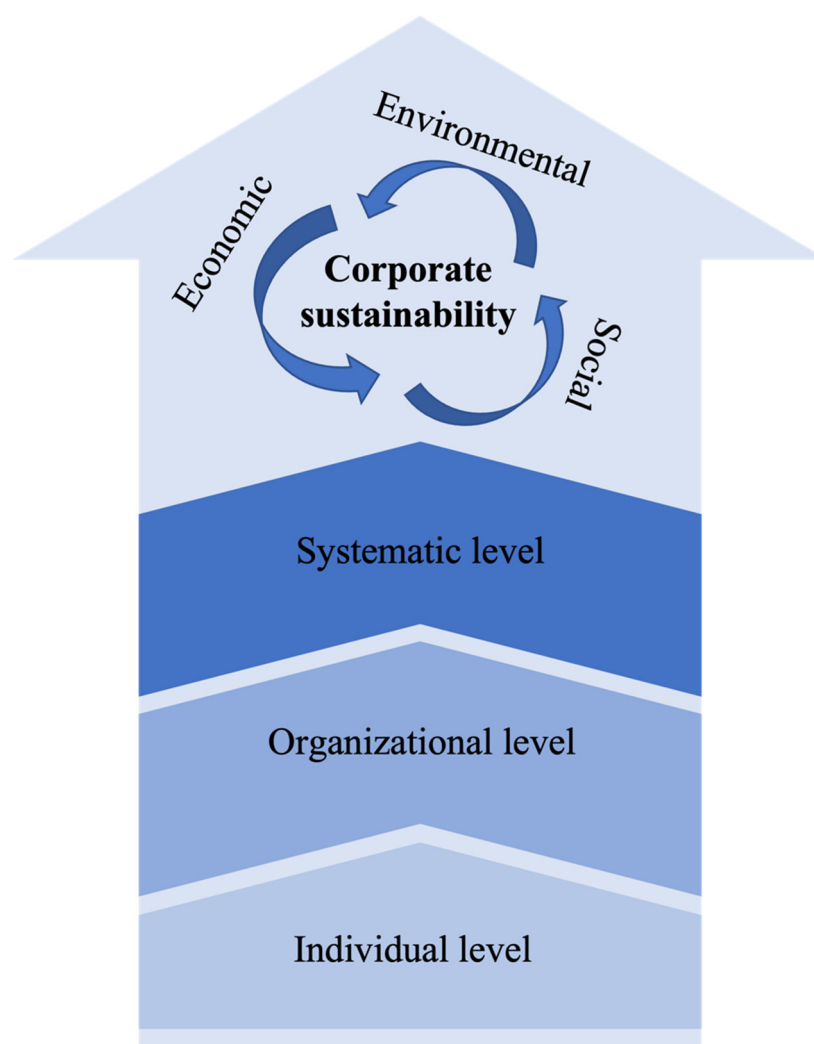 Environmental
Economic
Corporate
sustainability
Social
Systematic level
Organizational level
Individual level